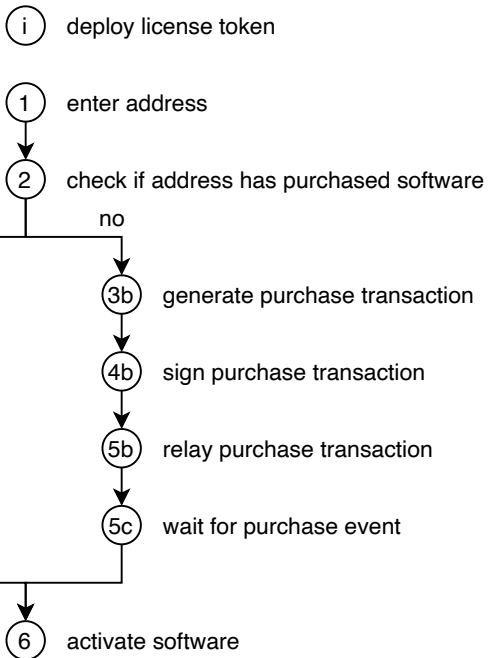 i deploy license token
1 enter address
2 check if address has purchased software
no
3b generate purchase transaction
4b sign purchase transaction
5b relay purchase transaction
5c wait for purchase event
6 activate software